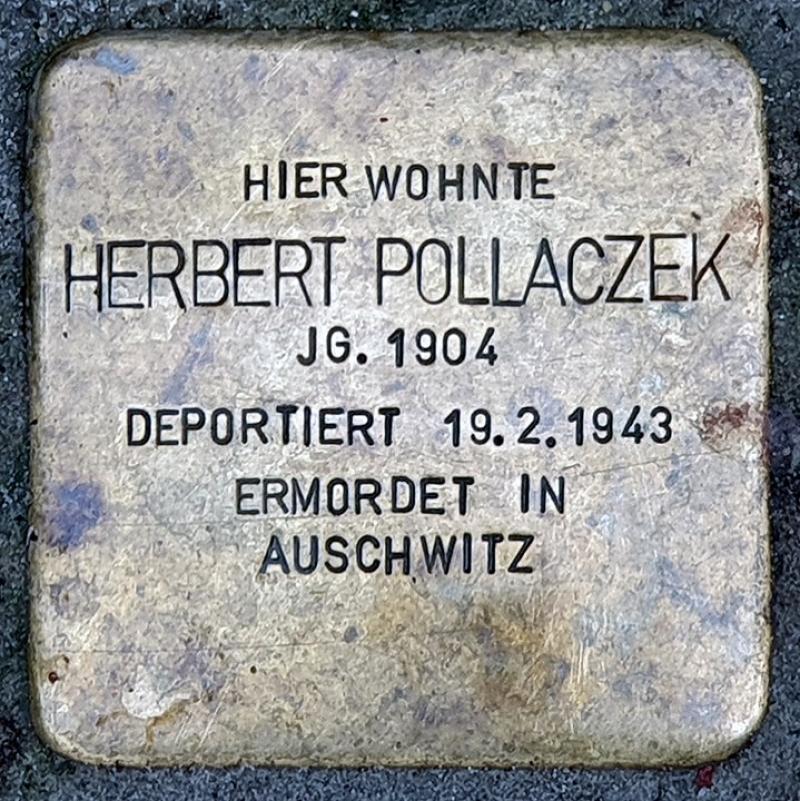 HIER WOHNTE
HERBERT POLLACZEK
JG. 1904
DEPORTIERT 19.2.1943
ERMORDET IN
AUSCHWITZ